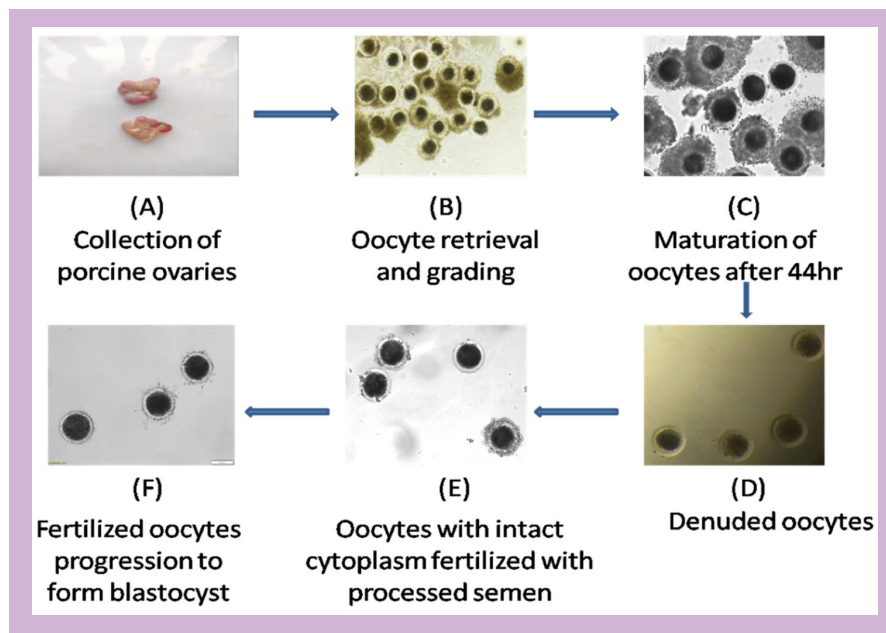 (A)
Collection of
porcine ovaries
(B)
Oocyte retrieval
and grading
(C)
Maturation of
oocytes after 44hr
(D)
Denuded oocytes
(E)
Oocytes with intact
cytoplasm fertilized with
processed semen
(F)
Fertilized oocytes
progression to
form blastocyst